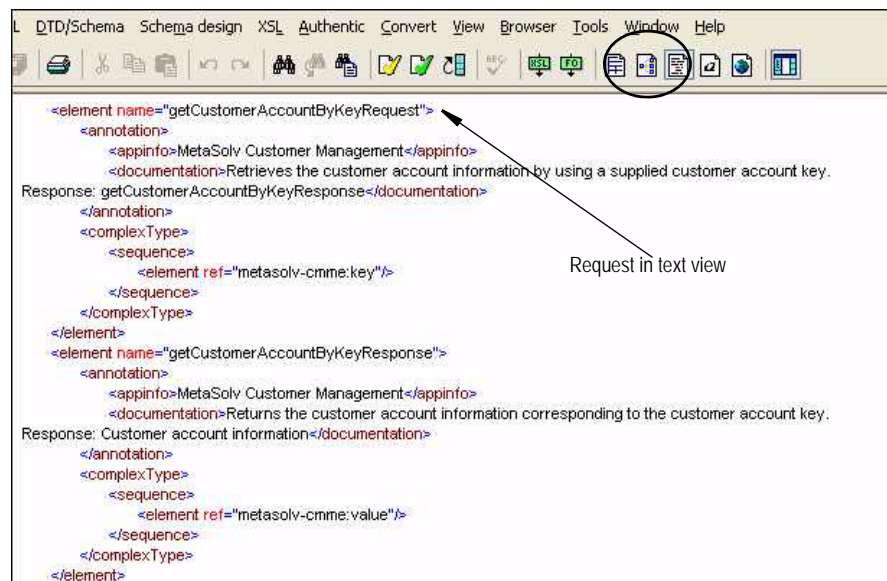 L DTD/Schema Schema design XSL Authentic Convert View Browser Tools Window Help
XSL FO
<element name="getCustomerAccountByKeyRequest">
<annotation>
<appinfo>MetaSolv Customer Management</appinfo>
<documentation>Retrieves the customer account information by using a supplied customer account key.
Response: getCustomerAccountByKeyResponse</documentation>
</annotation>
<complexType>
<sequence>
<element ref="metasolv-cmme:key"/>
</sequence>
</complexType>
</element>
Request in text view
<element name="getCustomerAccountByKeyResponse">
<annotation>
<appinfo>MetaSolv Customer Management</appinfo>
<documentation>Returns the customer account information corresponding to the customer account key.
Response: Customer account information</documentation>
</annotation>
<complexType>
<sequence>
<element ref="metasolv-cmme:value"/>
</sequence>
</complexType>
</element>